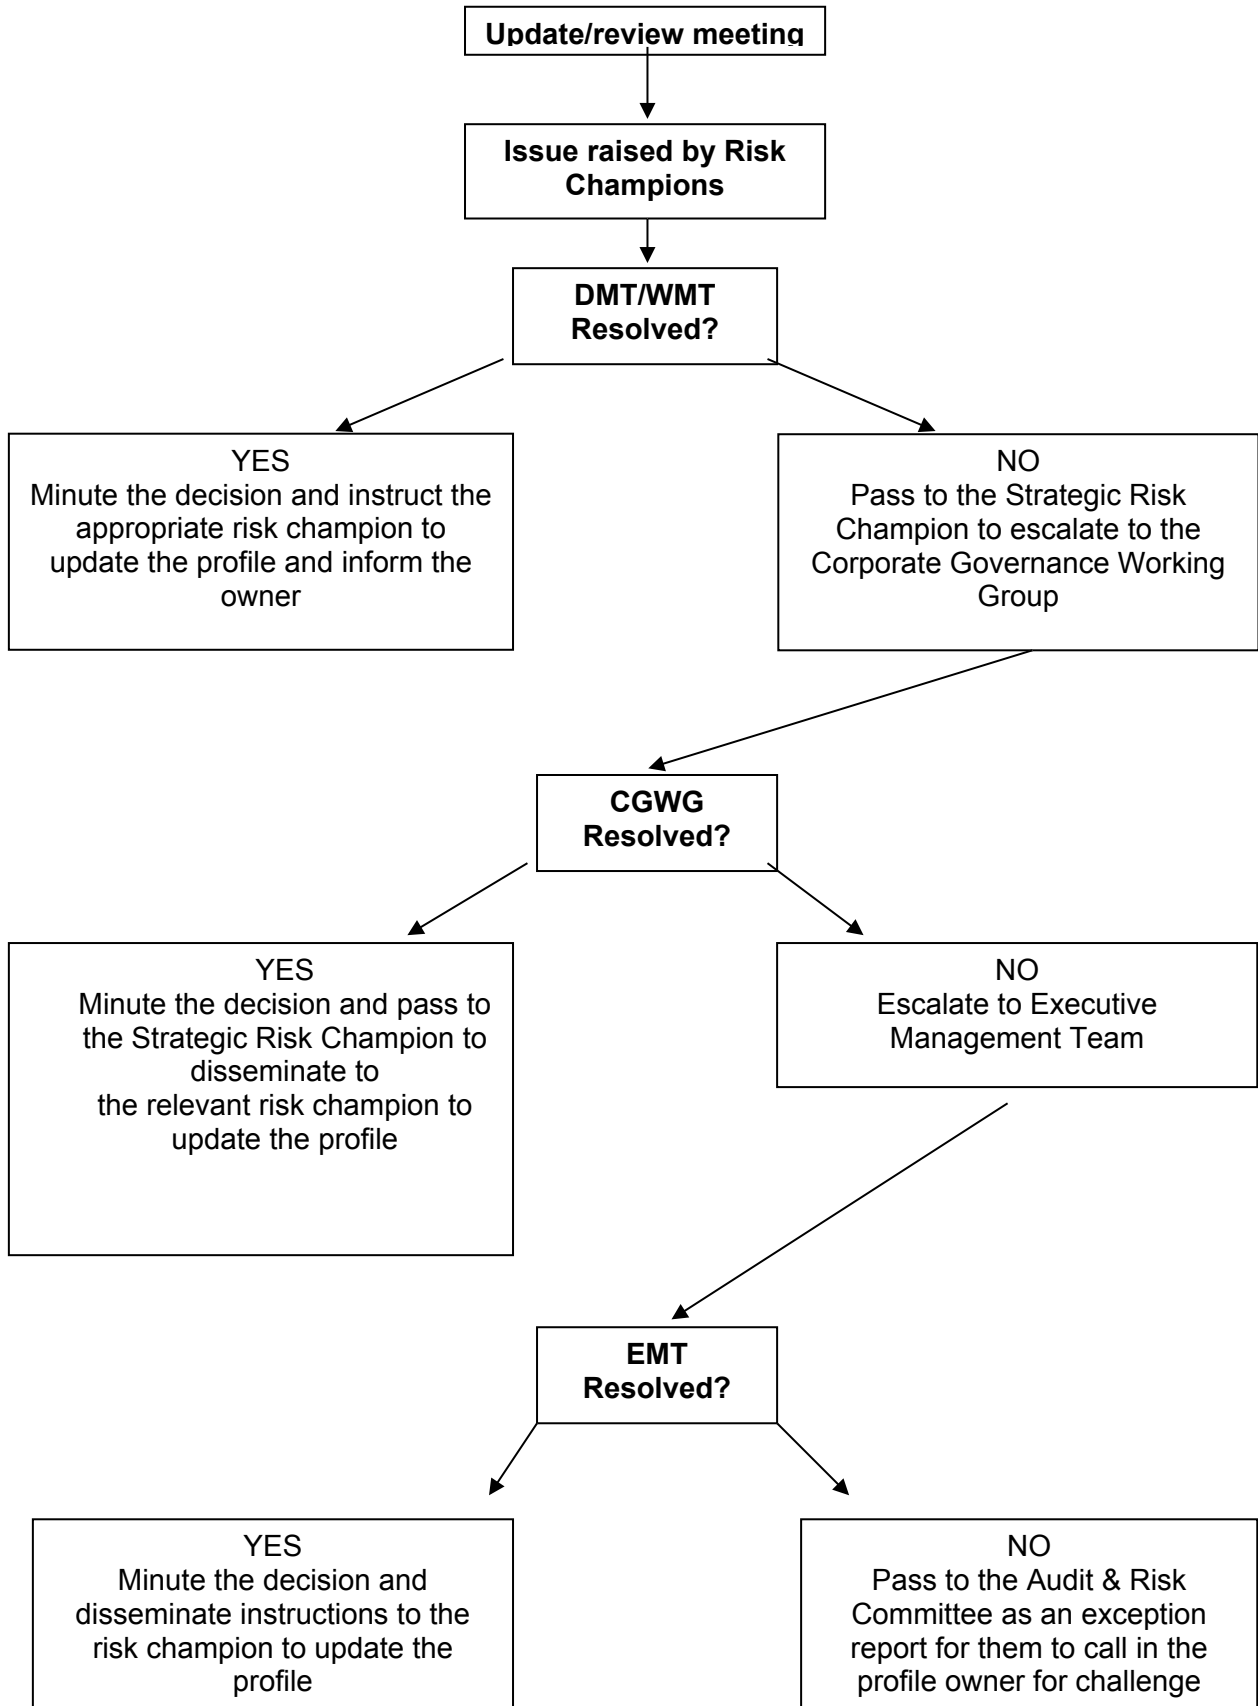 Update/review meeting
Issue raised by Risk
Champions
DMT/WMT
Resolved?
YES
Minute the decision and instruct the
appropriate risk champion to
update the profile and inform the
owner
NO
Pass to the Strategic Risk
Champion to escalate to the
Corporate Governance Working
Group
CGWG
Resolved?
YES
Minute the decision and pass to
the Strategic Risk Champion to
disseminate to
the relevant risk champion to
update the profile
NO
Escalate to Executive
Management Team
EMT
Resolved?
YES
Minute the decision and
disseminate instructions to the
risk champion to update the
profile
NO
Pass to the Audit & Risk
Committee as an exception
report for them to call in the
profile owner for challenge